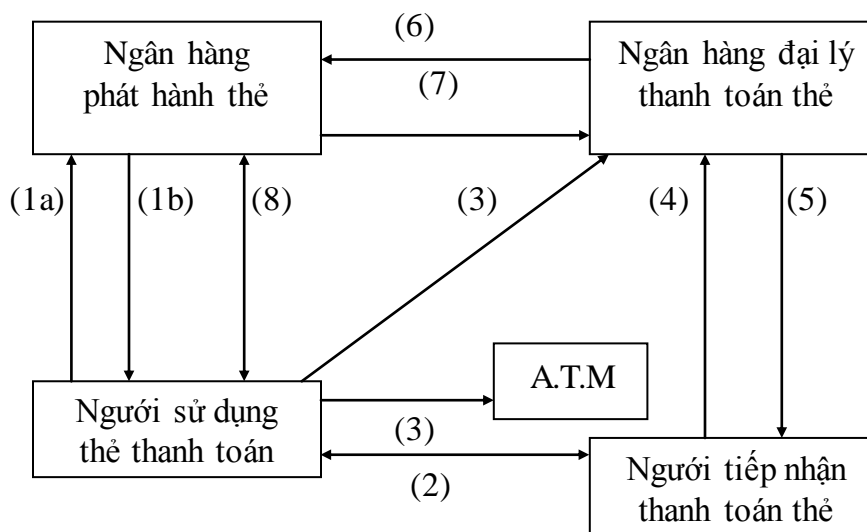 Ngân hàng
phát hành thẻ
(6)
(7)
Ngân hàng đại lý
thanh toán thẻ
(1a)
(1b)
(8)
(3)
(4)
(5)
Người sử dụng
thẻ thanh toán
A.T.M
(3)
(2)
Người tiếp nhận
thanh toán thẻ